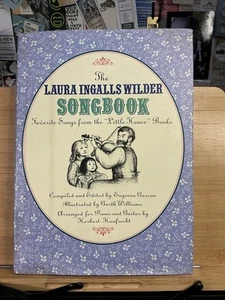 The
LAURA INGALLS WILDER
SONGBOOK
Favorite Songs from the "Little House" Books
Compiled and Edited by Eugenia Garson
Illustrated by Garth Williams
Arranged for Piano and Guitar by
Herbert Haufrecht